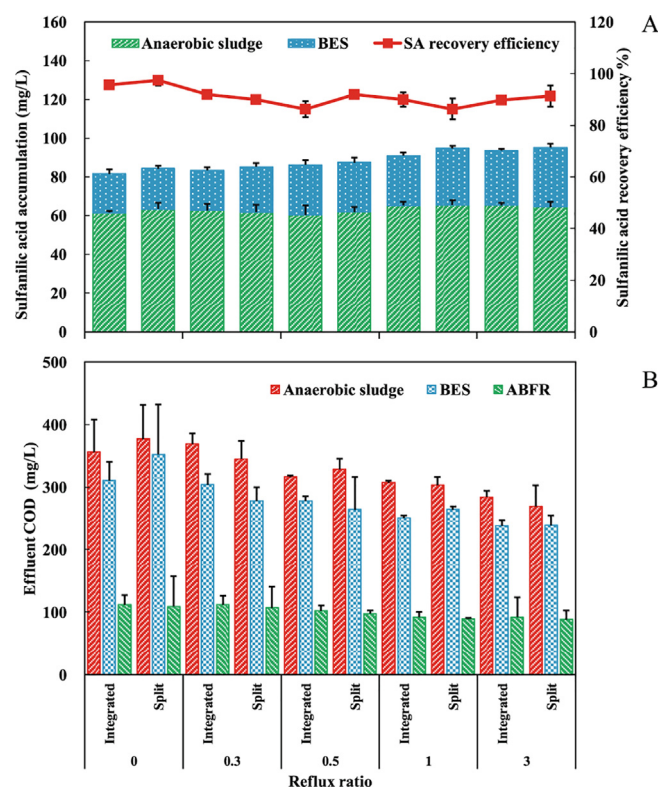 A
Anaerobic sludge BES SA recovery efficiency
Sulfanilic acid accumulation (mg/L)
160
140
120
100
80
60
40
20
0
Sulfanilic acid recovery efficiency %)
120
100
80
60
40
20
0
B
Anaerobic sludge BES ABFR
Effluent COD (mg/L)
500
400
300
200
100
0
Integrated Split Integrated Split Integrated Split Integrated Split Integrated Split
0 0.3 0.5 1 3
Reflux ratio